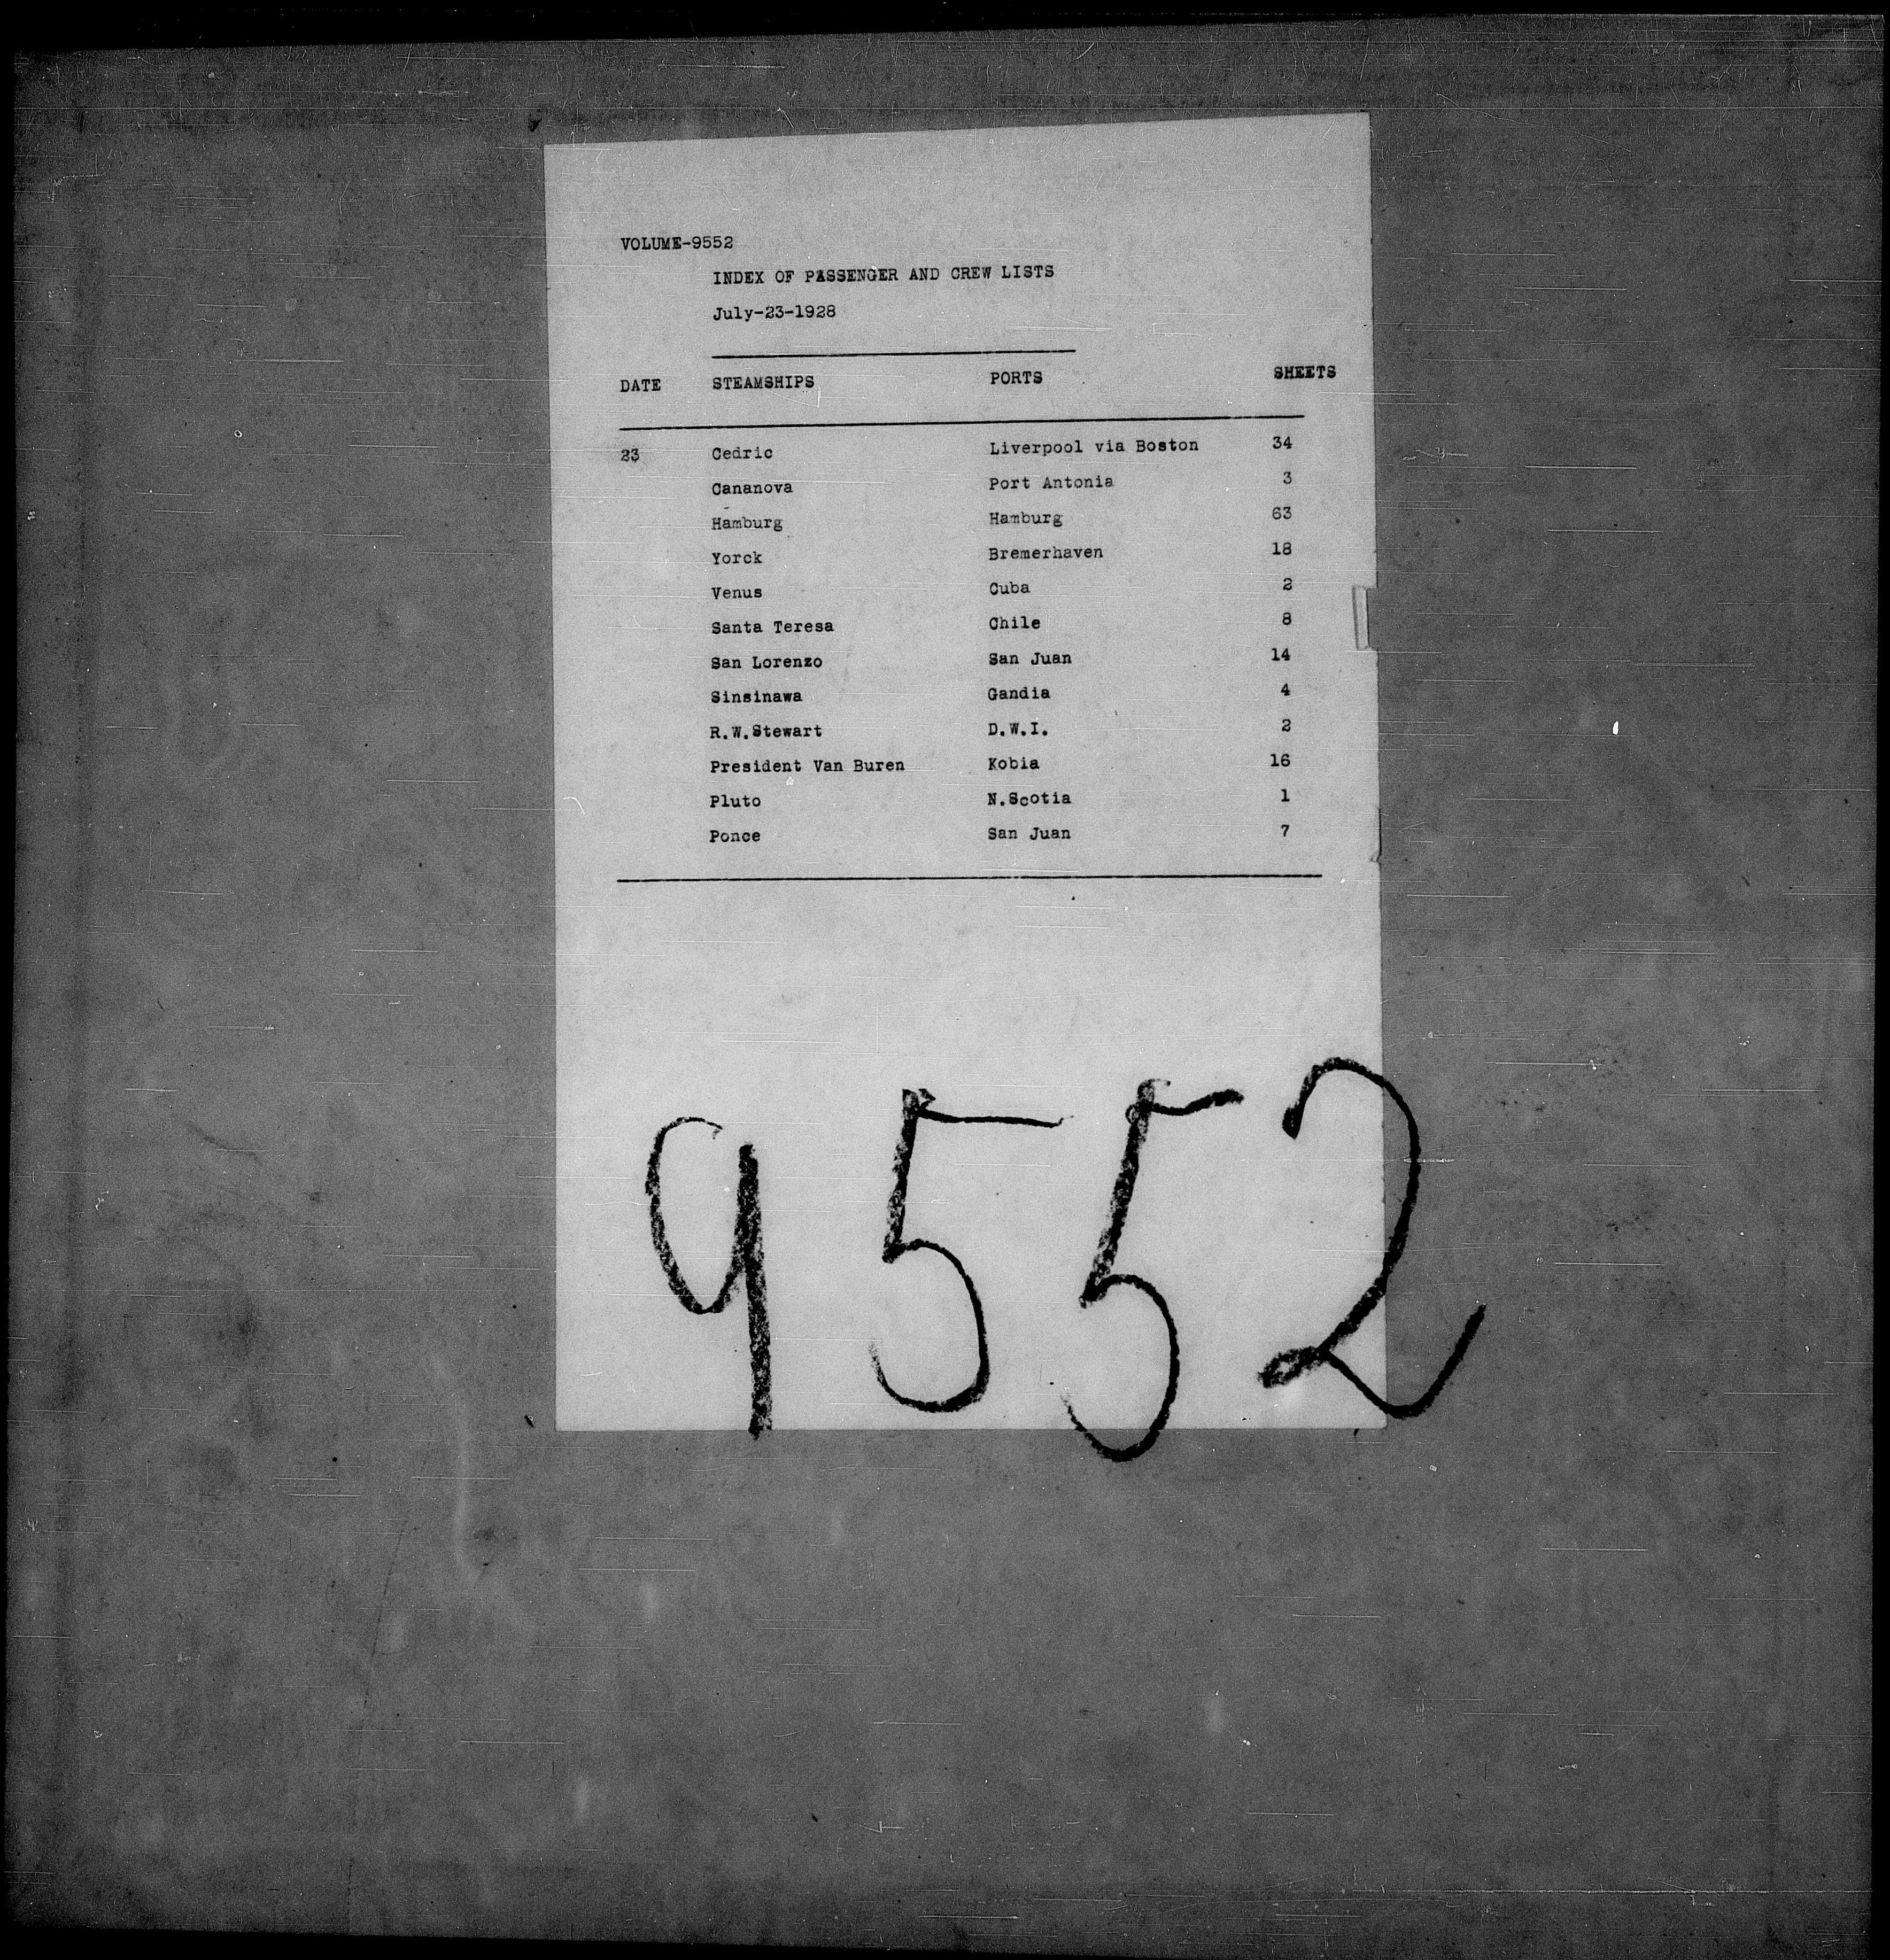 VOLUME-9552
INDEX OF PASSENGER AND CREW LISTS
July-23-1928
DATE STEAMSHIPS PORTS SHEETS
23 Cedric Liverpool via Boston 34
Cananova Port Antonia 3
Hamburg Hamburg 63
Yorck Bremerhaven 18
Venus Cuba 2
Santa Teresa Chile 8
San Lorenzo San Juan 14
Sinsinawa Gandia 4
R.W.Stewart D.W.I. 2
President Van Buren Kobia 16
Pluto N.Scotia 1
Ponce San Juan 7
9552